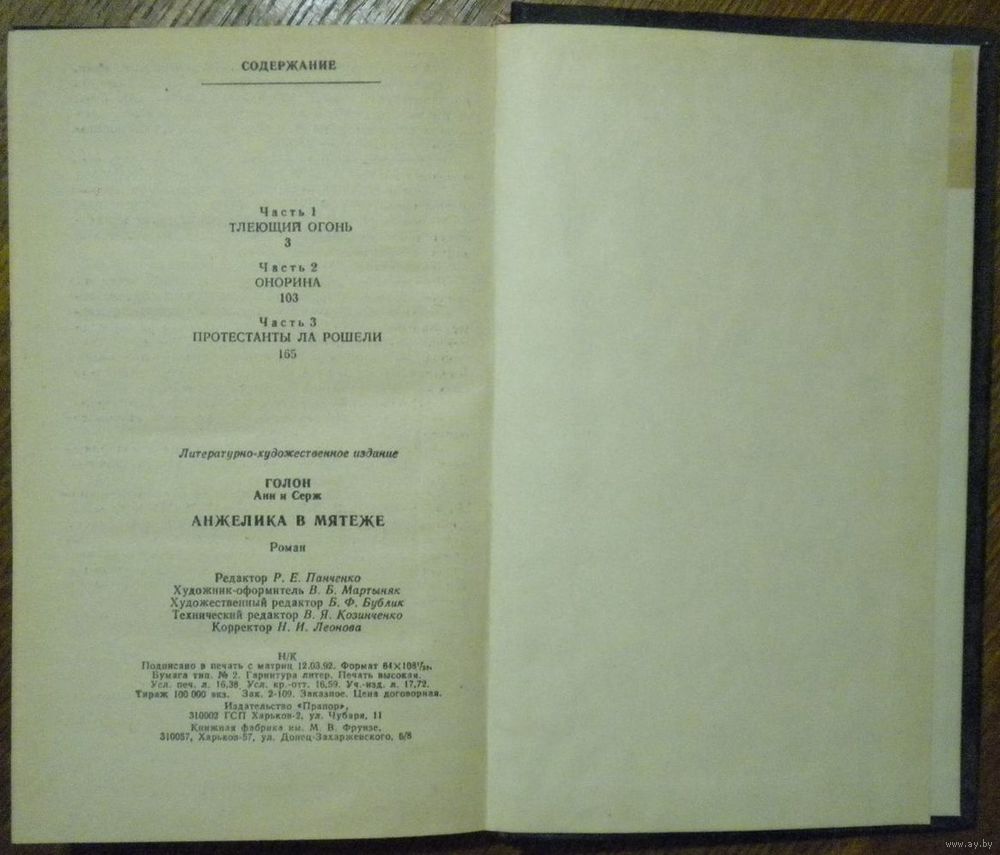 СОДЕРЖАНИЕ
Часть 1
ТЛЕЮЩИЙ ОГОНЬ
3
Часть 2
ОНОРИНА
103
Часть 3
ПРОТЕСТАНТЫ ЛА РОШЕЛИ
165
Литературно-художественное издание
ГОЛОН
Анн и Серж
АНЖЕЛИКА В МЯТЕЖЕ
Роман
Редактор Р. Е. Панченко
Художник-оформитель В. Б. Мартыняк
Художественный редактор Б. Ф. Бублик
Технический редактор В. Я. Козинченко
Корректор Н. И. Леонова
Н/К
Подписано в печать с матриц 12.03.92. Формат 84×108¹/₃₂.
Бумага тип. № 2. Гарнитура литер. Печать высокая.
Усл. печ. л. 16,38. Усл. кр.-отт. 16,59. Уч.-изд. л. 17,72.
Тираж 100 000 экз. Зак. 2-109. Заказное. Цена договорная.
Издательство «Прапор»,
310002 ГСП Харьков-2, ул. Чубаря, 11
Книжная фабрика им. М. В. Фрунзе,
310057, Харьков-57, ул. Донец-Захаржевского, 6/8
www.ay.by